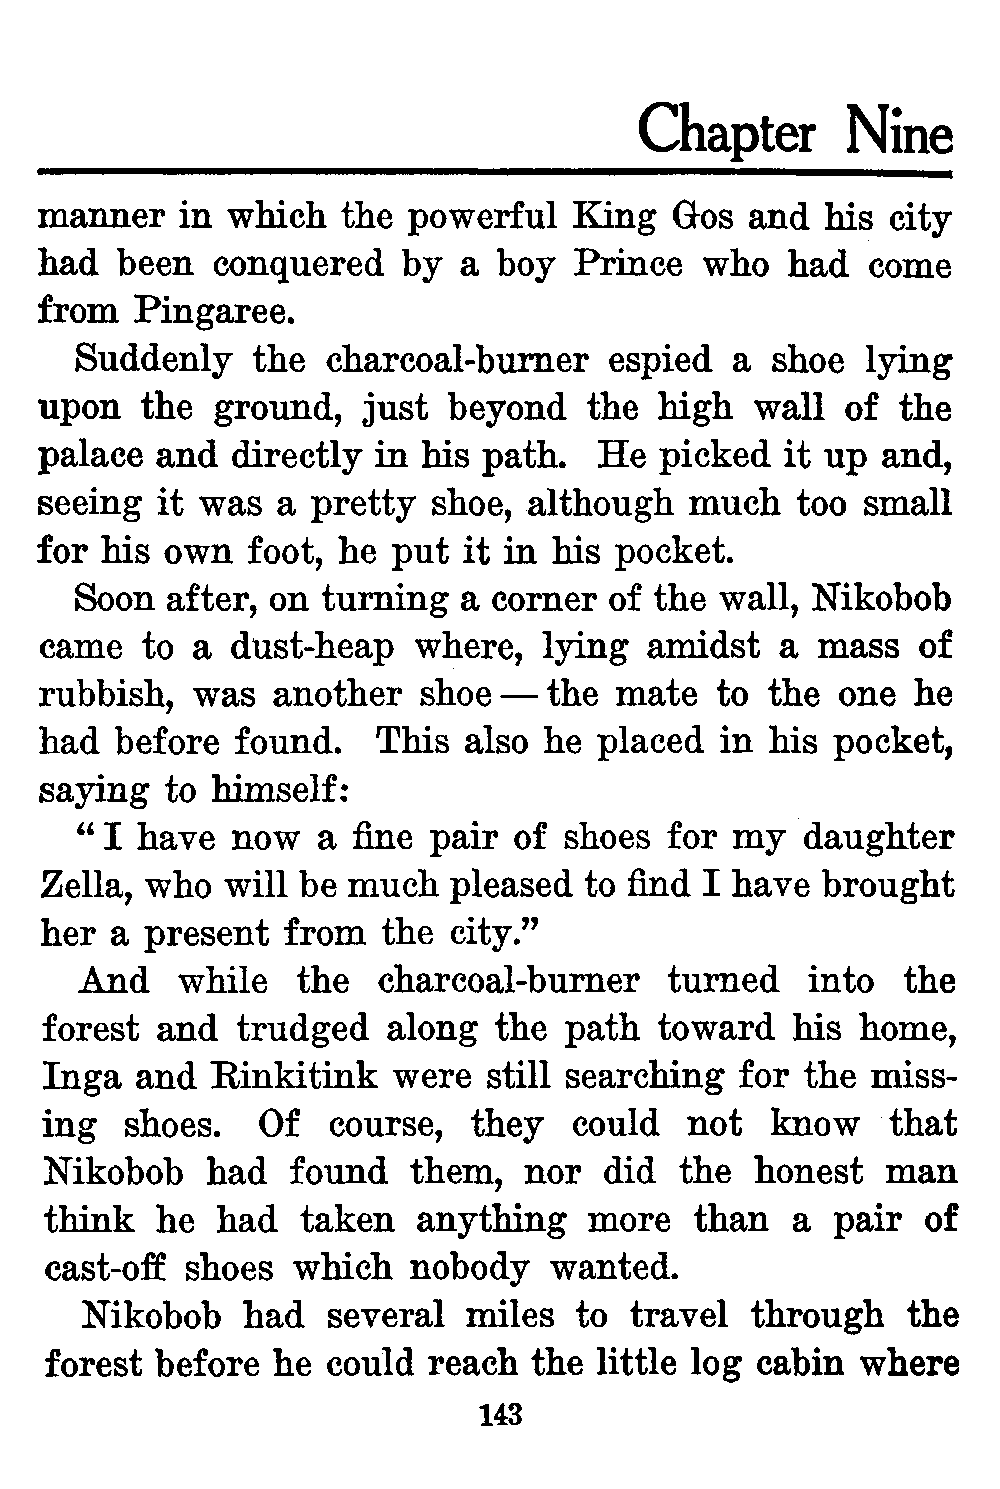 Chapter Nine
manner in which the powerful King Gos and his city
had been conquered by a boy Prince who had come
from Pingaree.
Suddenly the charcoal-burner espied a shoe lying
upon the ground, just beyond the high wall of the
palace and directly in his path. He picked it up and,
seeing it was a pretty shoe, although much too small
for his own foot, he put it in his pocket.
Soon after, on turning a corner of the wall, Nikobob
came to a dust-heap where, lying amidst a mass of
rubbish, was another shoe — the mate to the one he
had before found. This also he placed in his pocket,
saying to himself:
“I have now a fine pair of shoes for my daughter
Zella, who will be much pleased to find I have brought
her a present from the city.”
And while the charcoal-burner turned into the
forest and trudged along the path toward his home,
Inga and Rinkitink were still searching for the miss-
ing shoes. Of course, they could not know that
Nikobob had found them, nor did the honest man
think he had taken anything more than a pair of
cast-off shoes which nobody wanted.
Nikobob had several miles to travel through the
forest before he could reach the little log cabin where
143